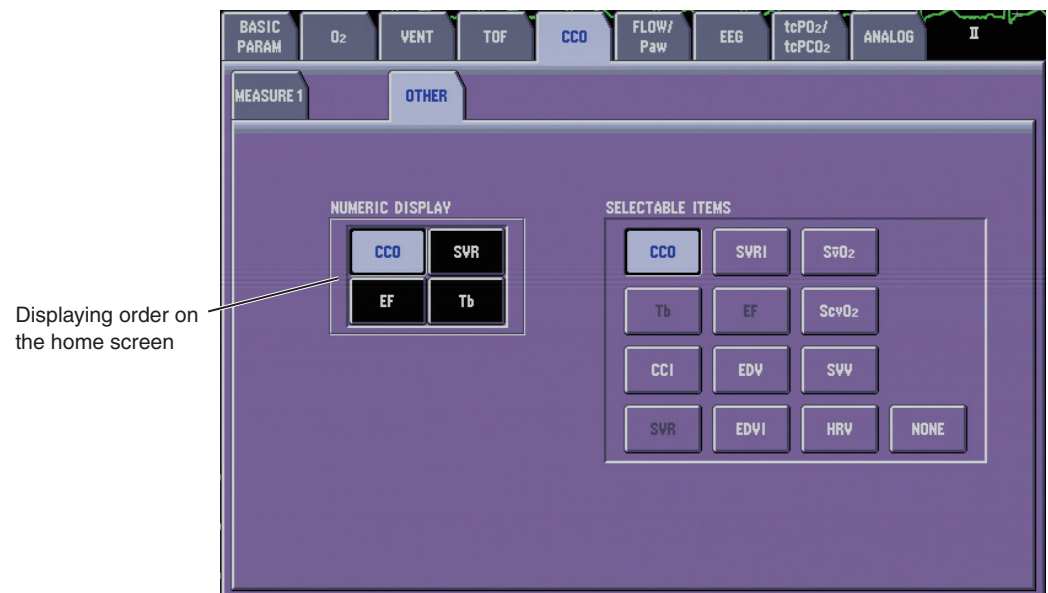 BASIC
PARAM
O2
VENT
TOF
CCO
FLOW/
Paw
EEG
tcPO2/
tcPCO2
ANALOG
II
MEASURE 1
OTHER
NUMERIC DISPLAY
CCO SVR
EF Tb
SELECTABLE ITEMS
CCO SVRI Sv̄O2
Tb EF ScvO2
CCI EDV SVV
SVR EDVI HRV NONE
Displaying order on
the home screen